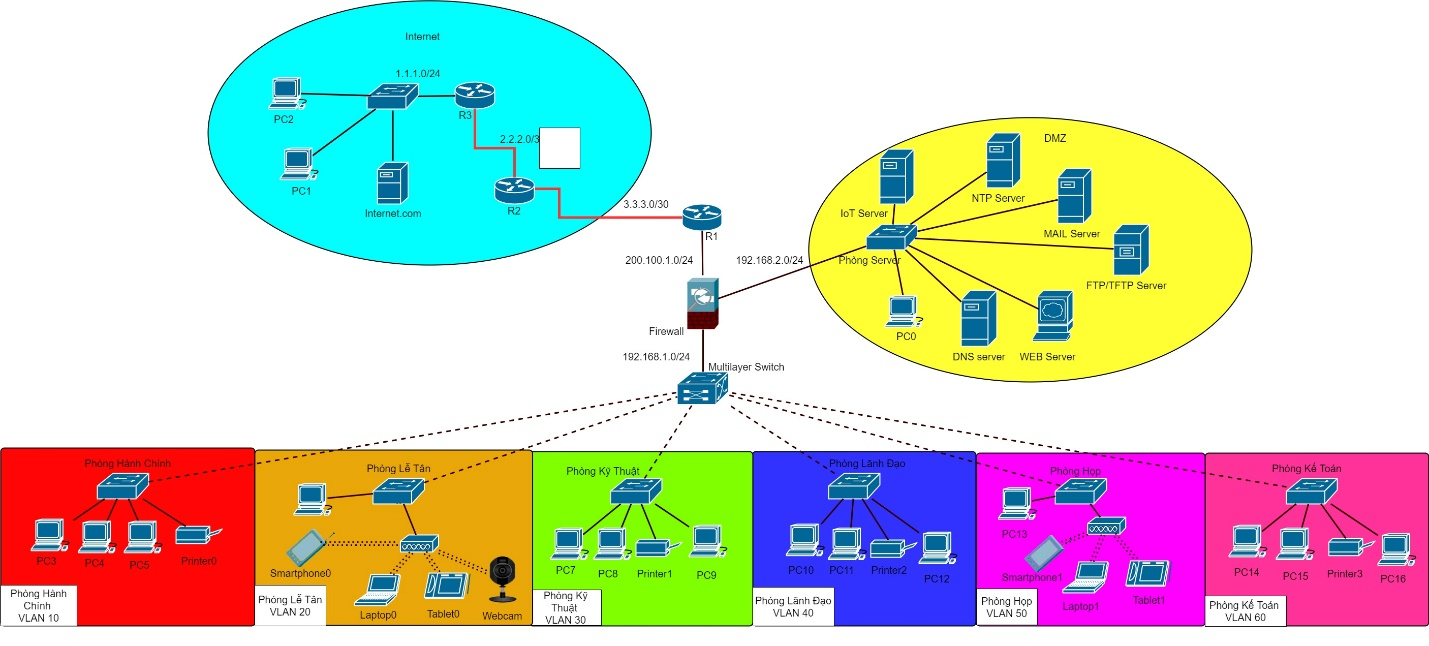 Internet
1.1.1.0/24
PC2
R3
PC1
Internet.com
2.2.2.0/3
R2
3.3.3.0/30
R1
200.100.1.0/24
192.168.2.0/24
Firewall
192.168.1.0/24
Multilayer Switch
DMZ
IoT Server
NTP Server
MAIL Server
Phòng Server
FTP/TFTP Server
PC0
DNS server
WEB Server
Phòng Hành Chính
PC3
PC4
PC5
Printer0
Phòng Hành
Chính
VLAN 10
Phòng Lễ Tân
Smartphone0
Laptop0
Tablet0
Webcam
Phòng Lễ Tân
VLAN 20
Phòng Kỹ Thuật
PC7
PC8
Printer1
PC9
Phòng Kỹ
Thuật
VLAN 30
Phòng Lãnh Đạo
PC10
PC11
Printer2
PC12
Phòng Lãnh Đạo
VLAN 40
Phòng Họp
PC13
Smartphone1
Laptop1
Tablet1
Phòng Họp
VLAN 50
Phòng Kế Toán
PC14
PC15
Printer3
PC16
Phòng Kế Toán
VLAN 60